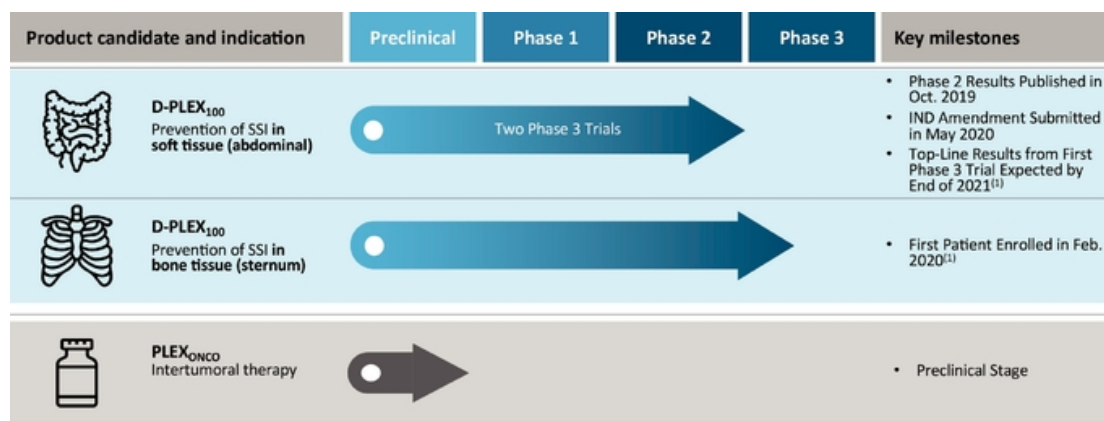 Product candidate and indication
Preclinical
Phase 1
Phase 2
Phase 3
Key milestones
D-PLEX100
Prevention of SSI in
soft tissue (abdominal)
Two Phase 3 Trials
• Phase 2 Results Published in
Oct. 2019
• IND Amendment Submitted
in May 2020
• Top-Line Results from First
Phase 3 Trial Expected by
End of 2021(1)
D-PLEX100
Prevention of SSI in
bone tissue (sternum)
• First Patient Enrolled in Feb.
2020(1)
PLEXONCO
Intertumoral therapy
• Preclinical Stage